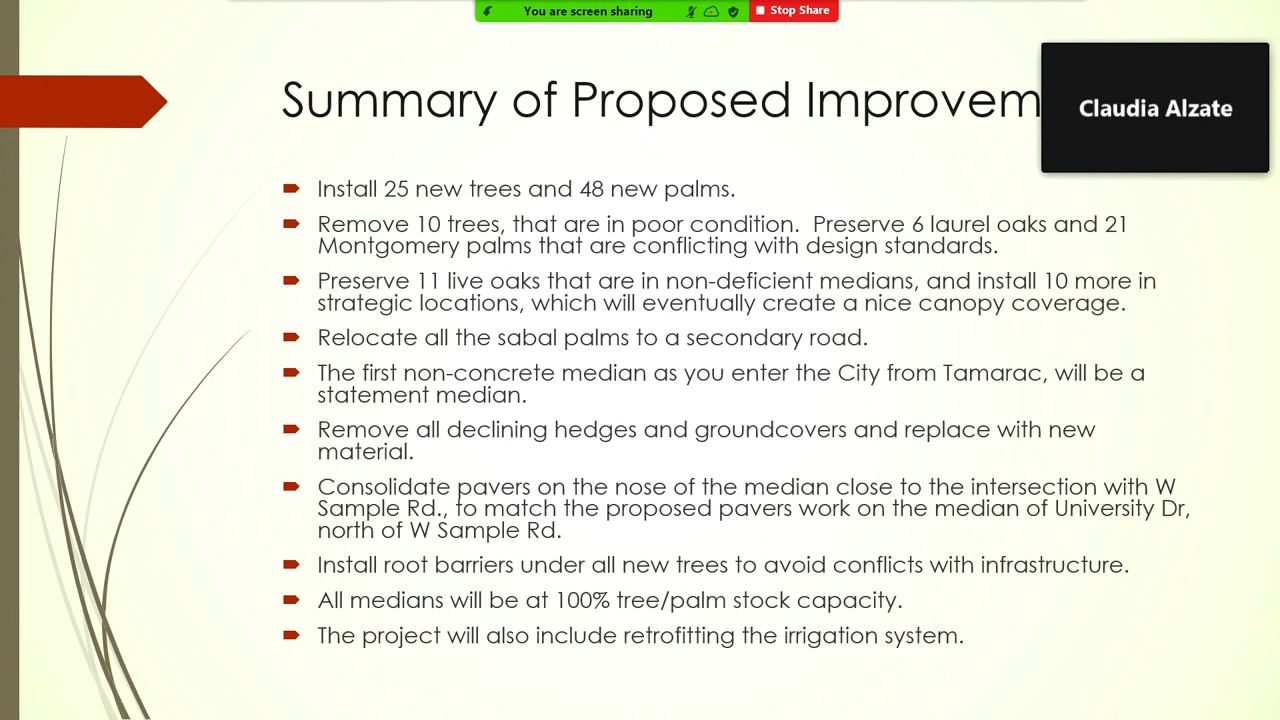 You are screen sharing
Stop Share
Summary of Proposed
Claudia Alzate
Install 25 new trees and 48 new palms.
Remove 10 trees, that are in poor condition.  Preserve 6 laurel oaks and 21
Montgomery palms that are conflicting with design standards.
Preserve 11 live oaks that are in non-deficient medians, and install 10 more in
strategic locations, which will eventually create a nice canopy coverage.
Relocate all the sabal palms to a secondary road.
The first non-concrete median as you enter the City from Tamarac, will be a
statement median.
Remove all declining hedges and groundcovers and replace with new
material.
Consolidate pavers on the nose of the median close to the intersection with W
Sample Rd., to match the proposed pavers work on the median of University Dr,
north of W Sample Rd.
Install root barriers under all new trees to avoid conflicts with infrastructure.
All medians will be at 100% tree/palm stock capacity.
The project will also include retrofitting the irrigation system.